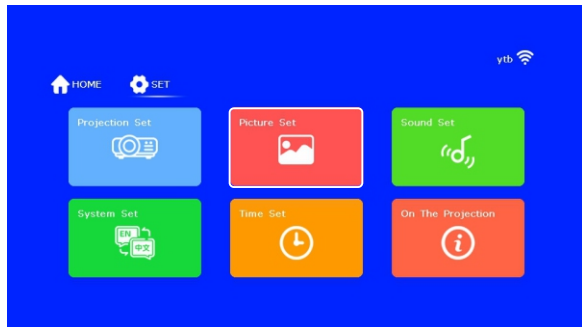 ytb
HOME
SET
Projection Set
Picture Set
Sound Set
System Set
EN
中文
Time Set
On The Projection
i